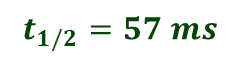 t1/2 = 57 ms